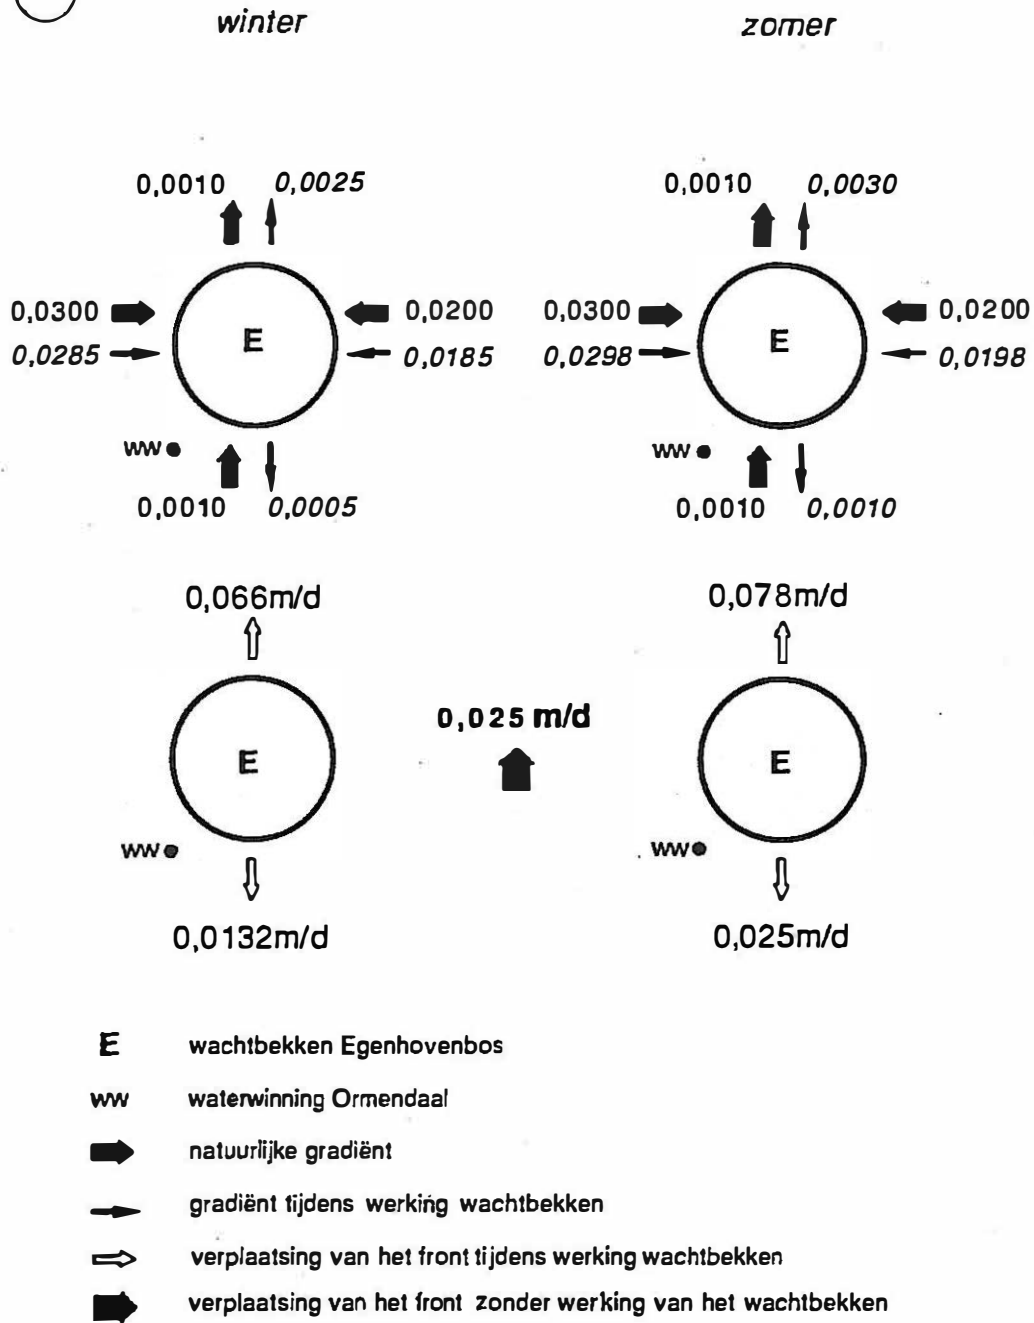 winter zomer
0,0010 0,0025 0,0010 0,0030
0,0300 0,0200 0,0300 0,0200
E E
0,0285 0,0185 0,0298 0,0198
ww ww
0,0010 0,0005 0,0010 0,0010
0,066m/d 0,078m/d
0,025 m/d
E E
ww ww
0,0132m/d 0,025m/d
E wachtbekken Egenhovenbos
ww waterwinning Ormendaal
natuurlijke gradiënt
gradiënt tijdens werking wachtbekken
verplaatsing van het front tijdens werking wachtbekken
verplaatsing van het front zonder werking van het wachtbekken